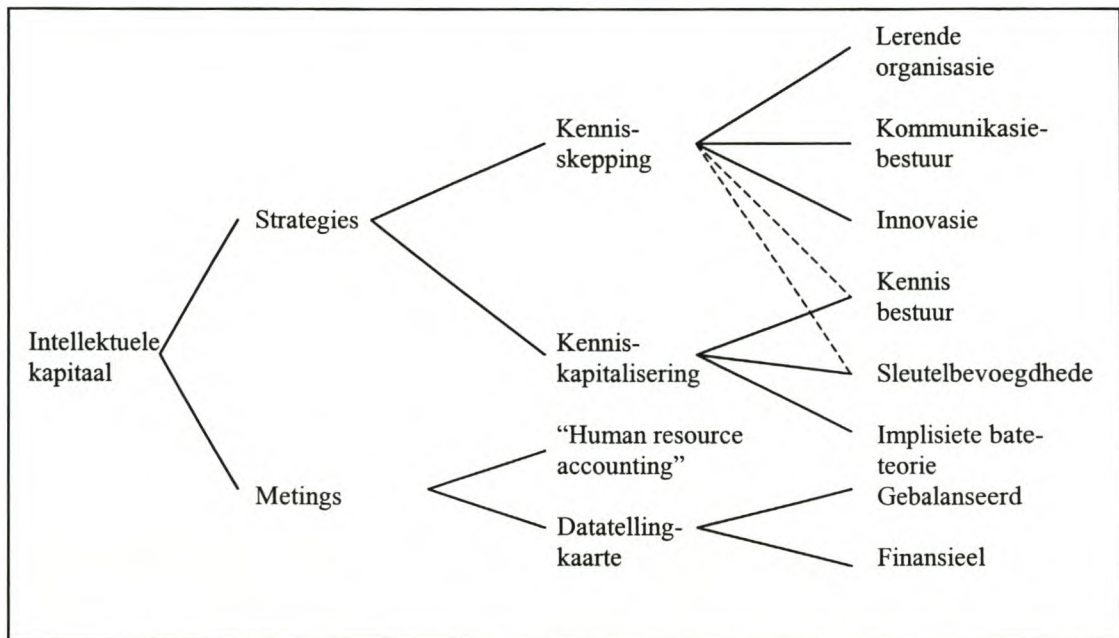 Intellektuele
kapitaal
Strategies
Metings
Kennis-
skepping
Kennis-
kapitalisering
“Human resource
accounting”
Datatelling-
kaarte
Lerende
organisasie
Kommunikasie-
bestuur
Innovasie
Kennis
bestuur
Sleutelbevoegdhede
Implisiete bate-
teorie
Gebalanseerd
Finansieel